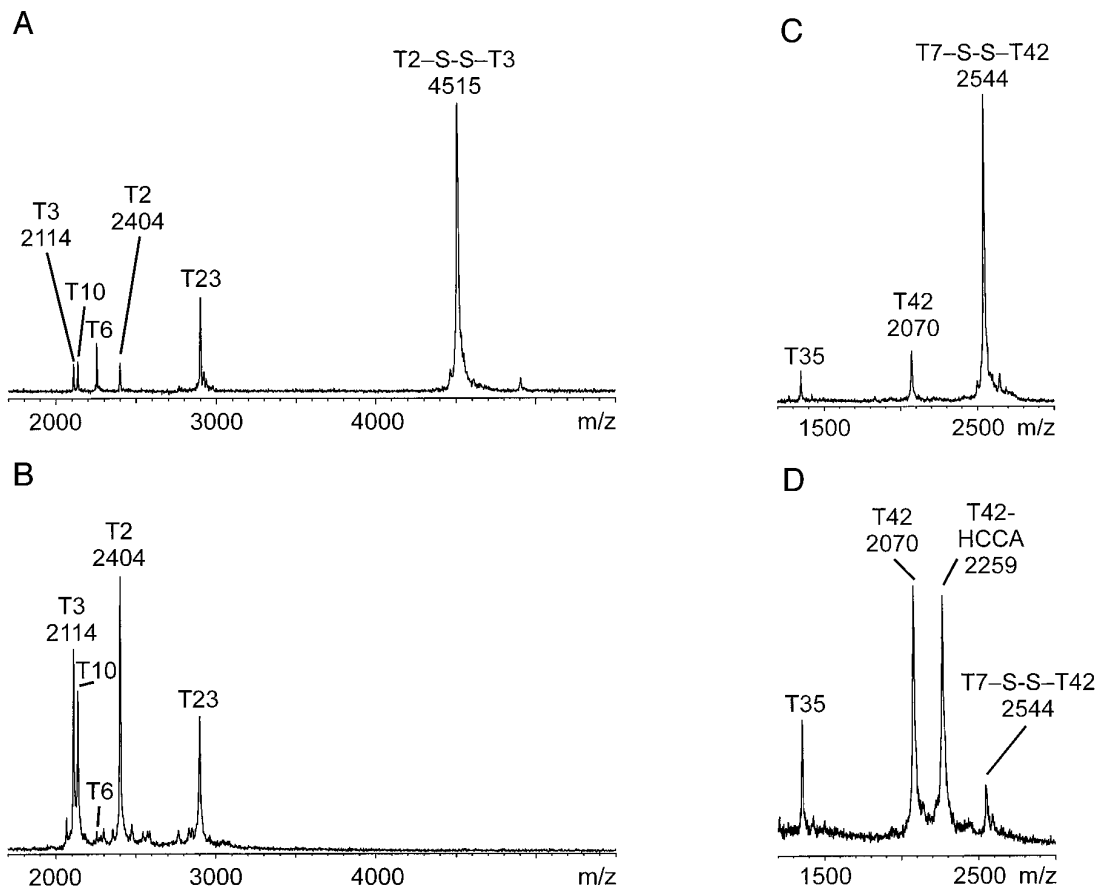 A
T2–S-S–T3
4515
T3
2114
T2
2404
T10
T6
T23
2000 3000 4000 m/z
B
T2
2404
T3
2114
T10
T6
T23
2000 3000 4000 m/z
C
T7–S-S–T42
2544
T42
2070
T35
1500 2500 m/z
D
T42
2070
T42-
HCCA
2259
T7–S-S–T42
2544
T35
1500 2500 m/z